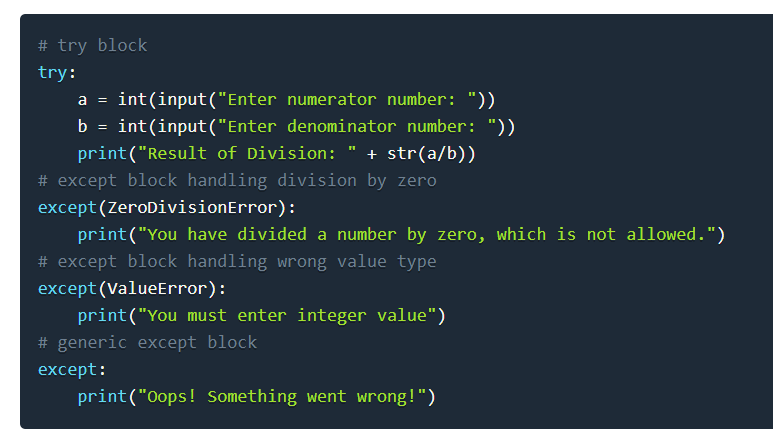 # try block
try:
    a = int(input("Enter numerator number: "))
    b = int(input("Enter denominator number: "))
    print("Result of Division: " + str(a/b))
# except block handling division by zero
except(ZeroDivisionError):
    print("You have divided a number by zero, which is not allowed.")
# except block handling wrong value type
except(ValueError):
    print("You must enter integer value")
# generic except block
except:
    print("Oops! Something went wrong!")